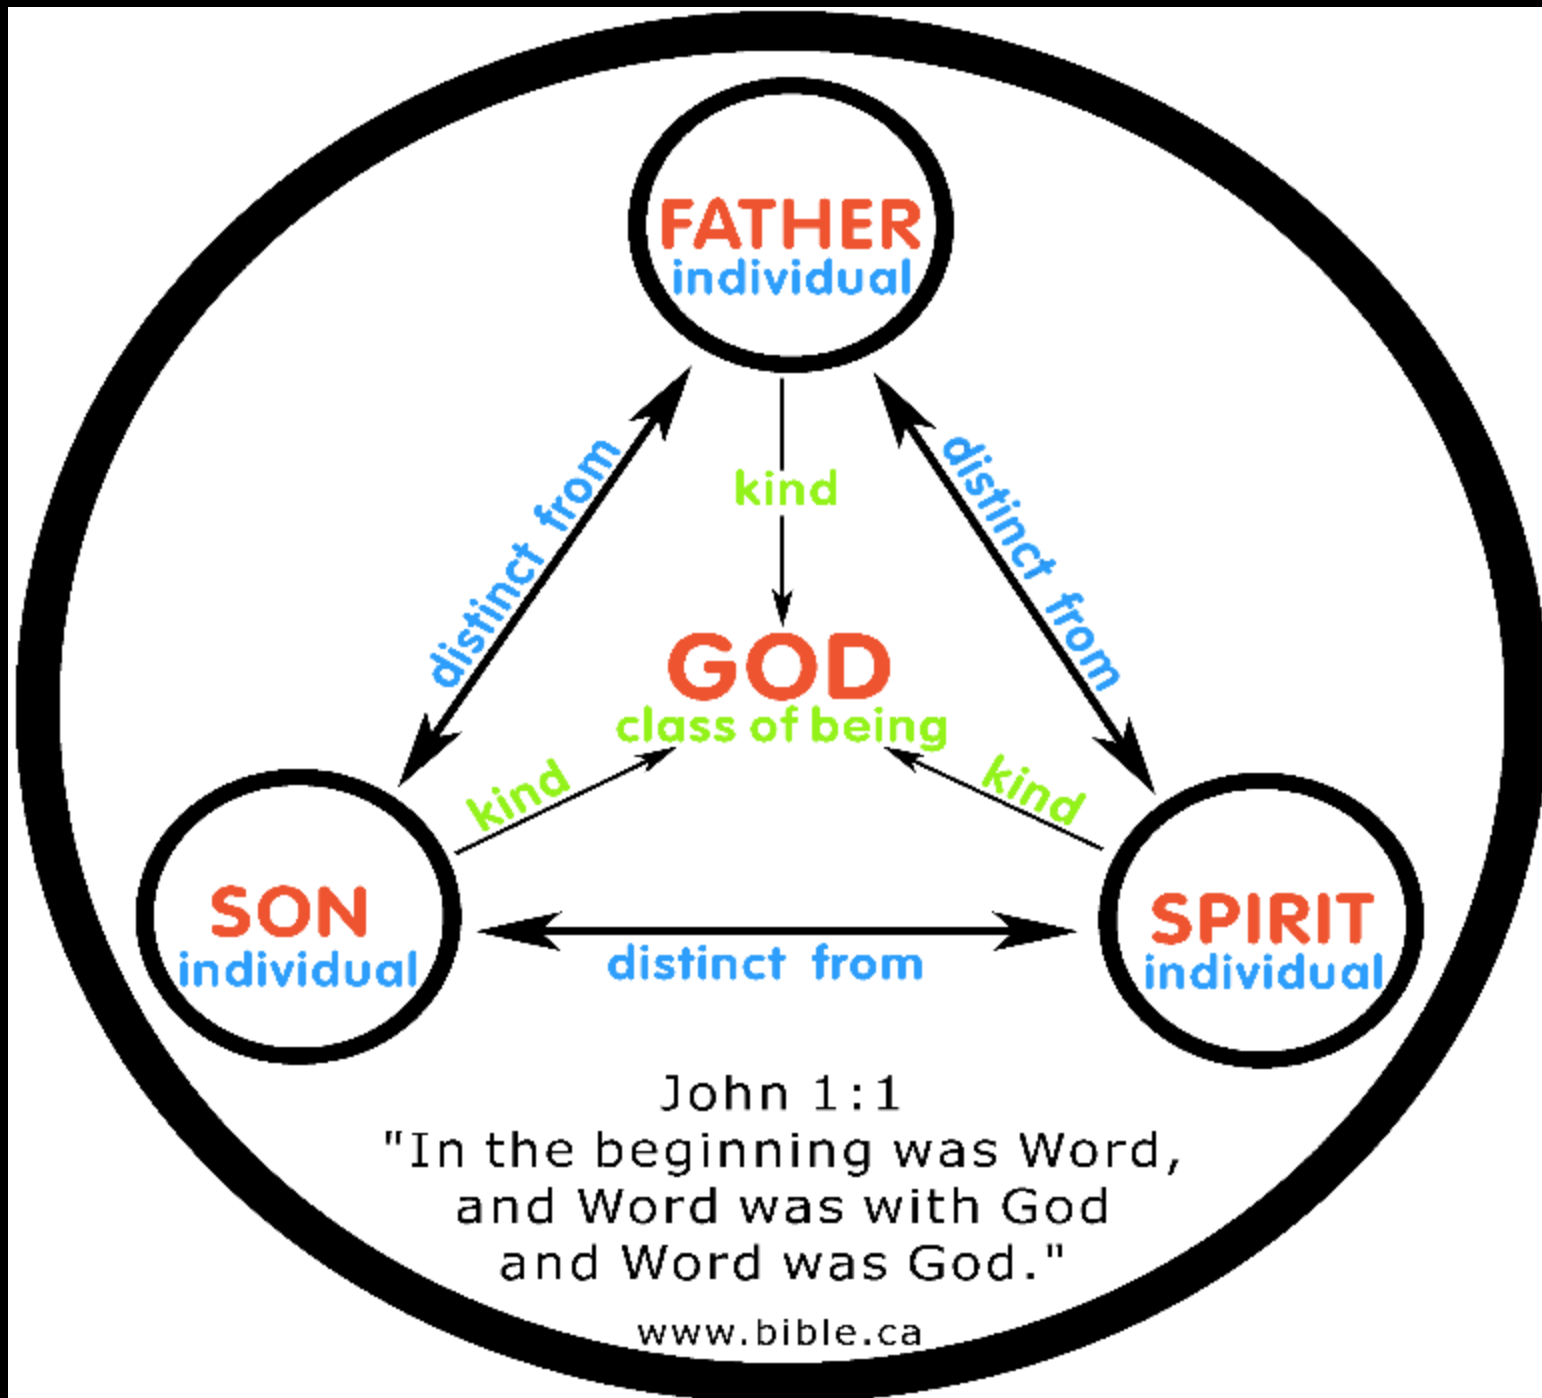 FATHER
individual
distinct from
distinct from
kind
GOD
class of being
kind
kind
SON
individual
SPIRIT
individual
distinct from
John 1:1
"In the beginning was Word,
and Word was with God
and Word was God."
www.bible.ca